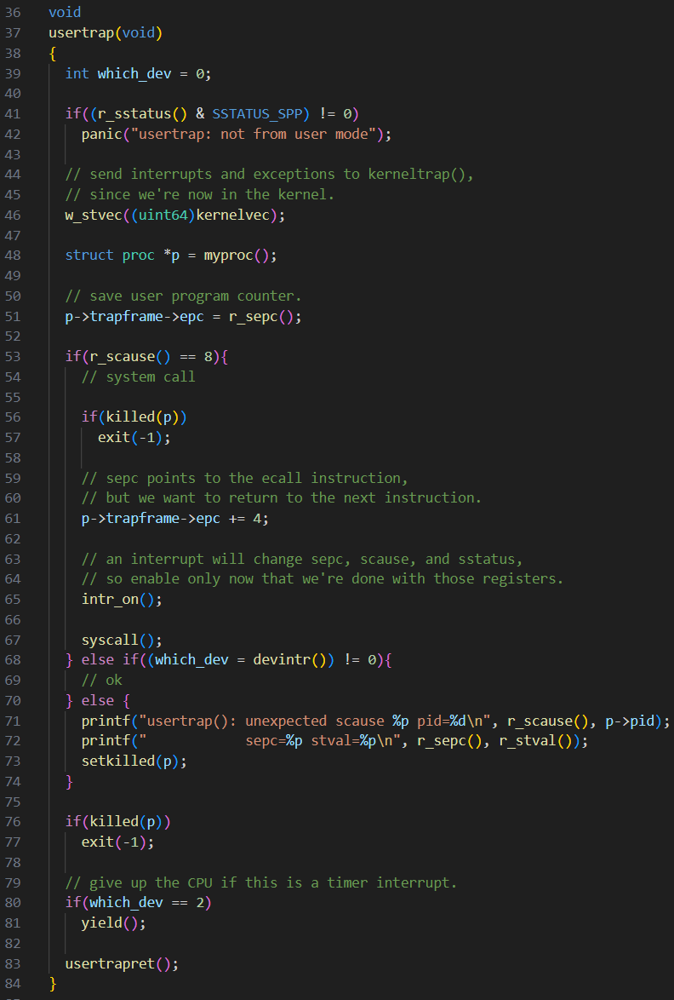 36 void
37 usertrap(void)
38 {
39   int which_dev = 0;
40
41   if((r_sstatus() & SSTATUS_SPP) != 0)
42     panic("usertrap: not from user mode");
43
44   // send interrupts and exceptions to kerneltrap(),
45   // since we're now in the kernel.
46   w_stvec((uint64)kernelvec);
47
48   struct proc *p = myproc();
49
50   // save user program counter.
51   p->trapframe->epc = r_sepc();
52
53   if(r_scause() == 8){
54     // system call
55
56     if(killed(p))
57       exit(-1);
58
59     // sepc points to the ecall instruction,
60     // but we want to return to the next instruction.
61     p->trapframe->epc += 4;
62
63     // an interrupt will change sepc, scause, and sstatus,
64     // so enable only now that we're done with those registers.
65     intr_on();
66
67     syscall();
68   } else if((which_dev = devintr()) != 0){
69     // ok
70   } else {
71     printf("usertrap(): unexpected scause %p pid=%d\n", r_scause(), p->pid);
72     printf("            sepc=%p stval=%p\n", r_sepc(), r_stval());
73     setkilled(p);
74   }
75
76   if(killed(p))
77     exit(-1);
78
79   // give up the CPU if this is a timer interrupt.
80   if(which_dev == 2)
81     yield();
82
83   usertrapret();
84 }